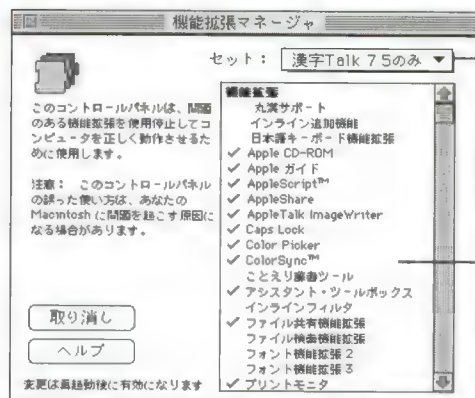 機能拡張マネージャ
セット： 漢字Talk 7.5のみ
このコントロールパネルは、問題
のある機能拡張を使用停止してコ
ンピュータを正しく動作させるた
めに使用します。
注意： このコントロールパネル
の誤った使い方は、あなたの
Macintosh に問題を起こす原因に
なる場合があります。
取り消し
ヘルプ
変更は再起動後に有効になります
機能拡張
丸漢サポート
インライン追加機能
日本語キーボード機能拡張
✓ Apple CD-ROM
✓ Apple ガイド
✓ AppleScript™
✓ AppleShare
✓ AppleTalk ImageWriter
✓ Caps Lock
✓ Color Picker
✓ ColorSync™
ことえり辞書ツール
✓ アシスタント・ツールボックス
インラインフィルタ
✓ ファイル共有機能拡張
ファイル検索機能拡張
フォント機能拡張 2
フォント機能拡張 3
✓ プリントモニタ